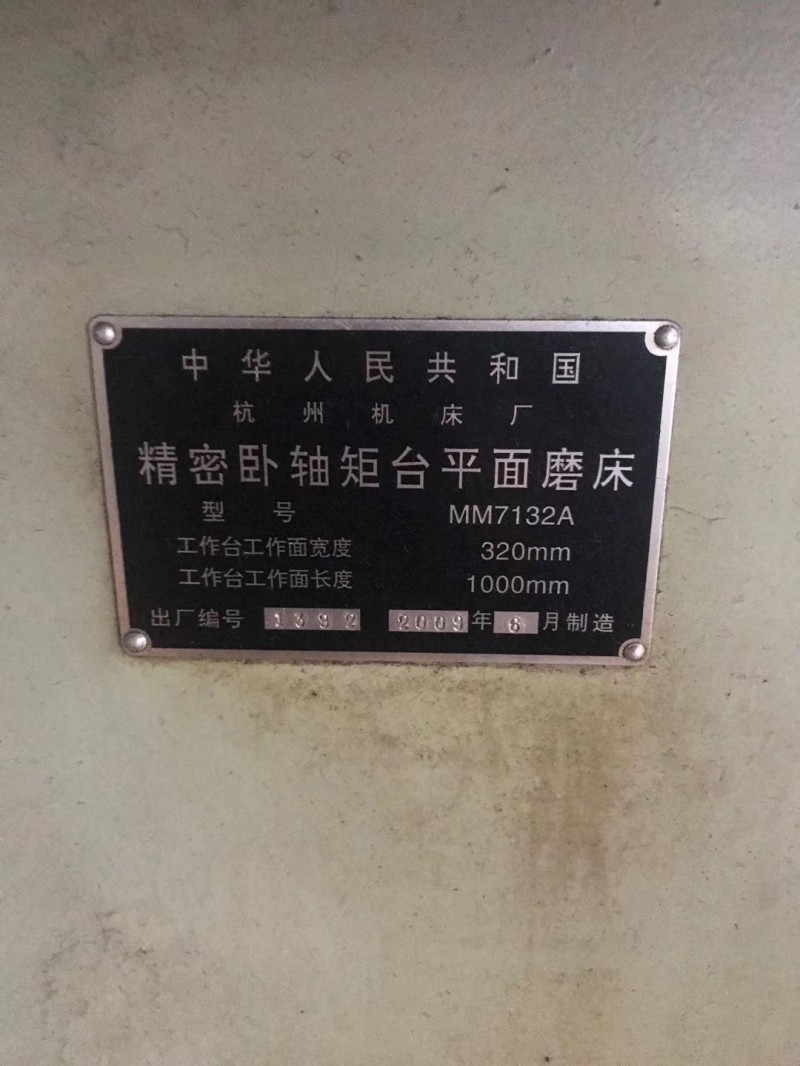 中华人民共和国
杭州机床厂
精密卧轴矩台平面磨床
型号 MM7132A
工作台工作面宽度 320mm
工作台工作面长度 1000mm
出厂编号 1392 2009年6月制造